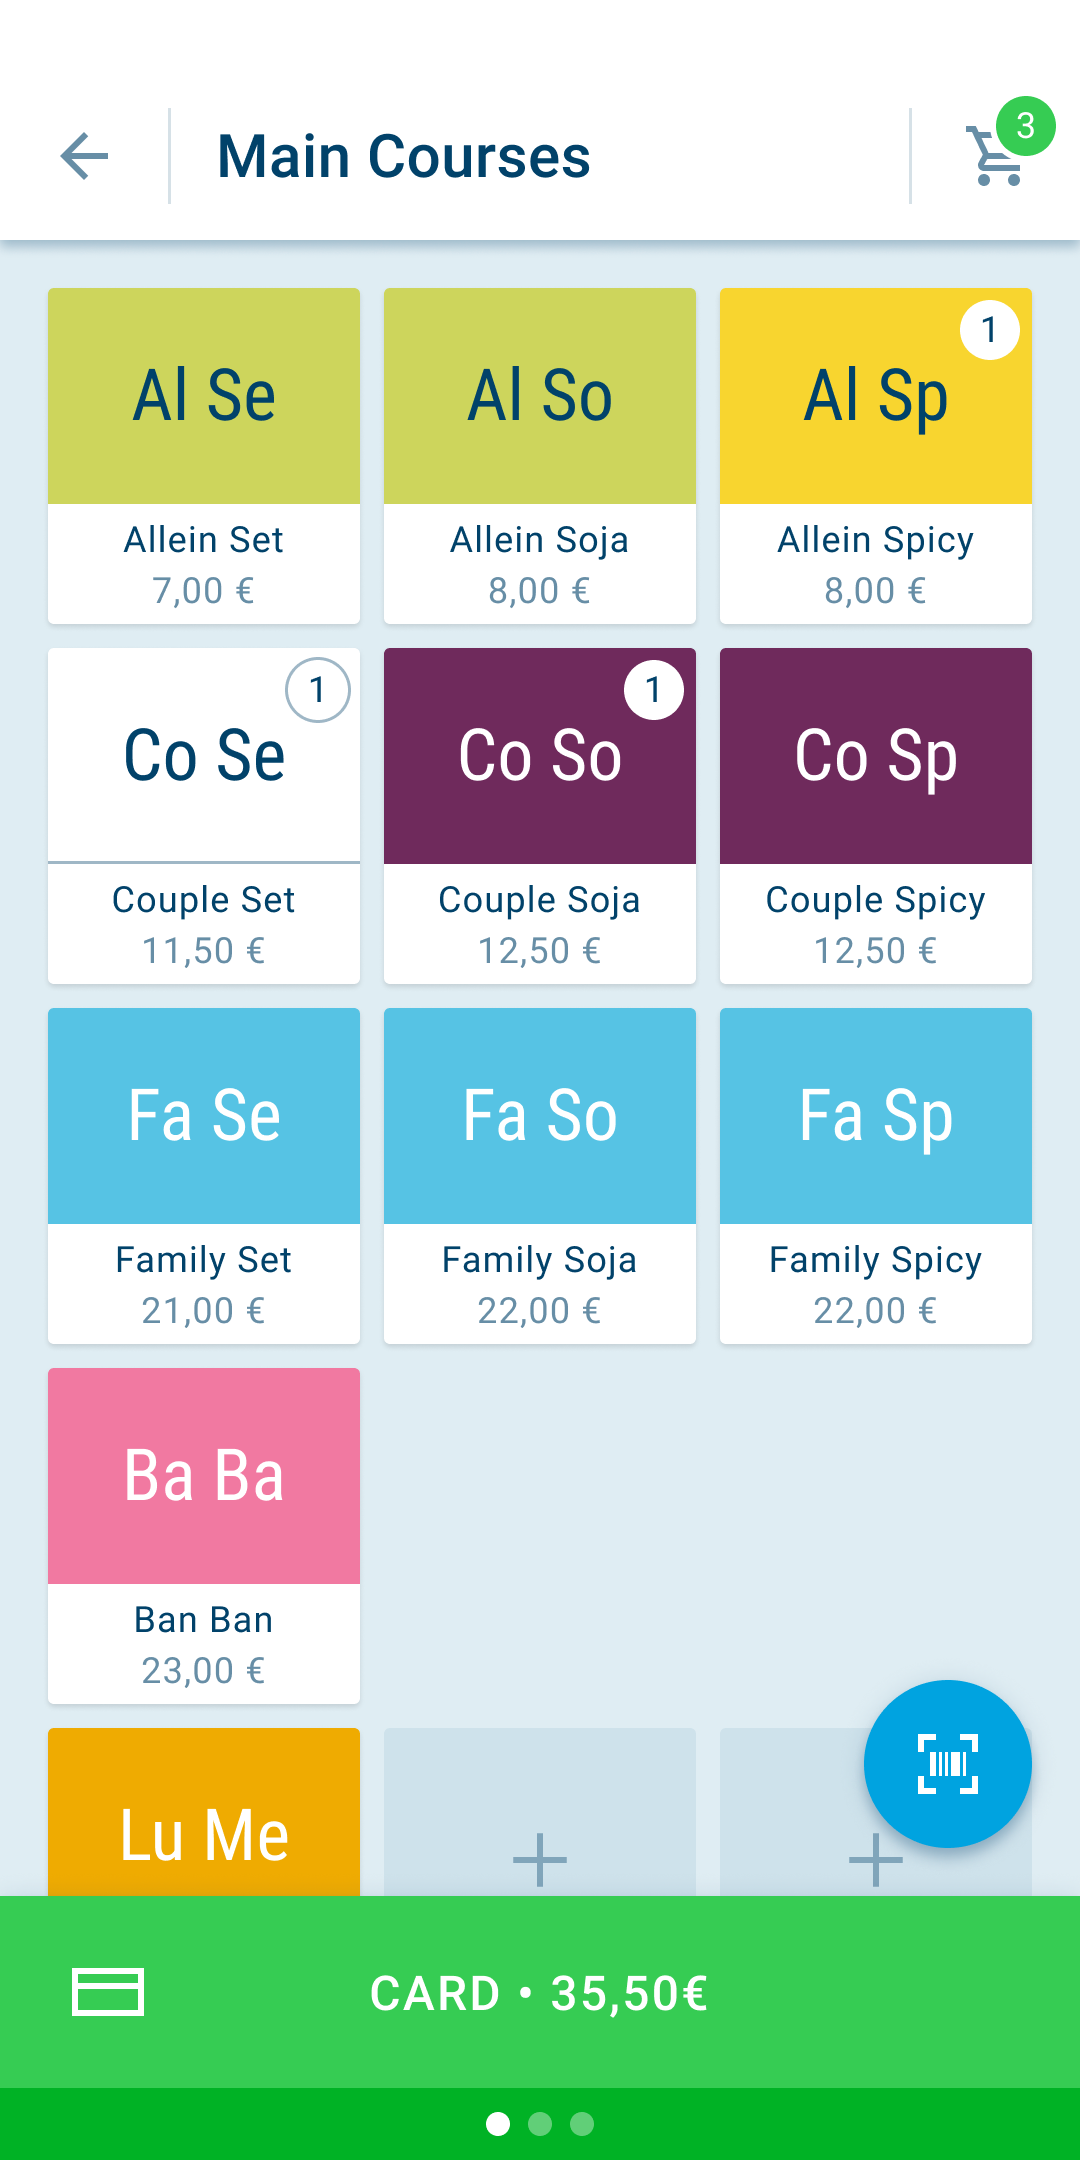 Main Courses
3
Al Se
Al So
Al Sp
1
Allein Set
7,00 €
Allein Soja
8,00 €
Allein Spicy
8,00 €
Co Se
1
Co So
1
Co Sp
Couple Set
11,50 €
Couple Soja
12,50 €
Couple Spicy
12,50 €
Fa Se
Fa So
Fa Sp
Family Set
21,00 €
Family Soja
22,00 €
Family Spicy
22,00 €
Ba Ba
Ban Ban
23,00 €
Lu Me
CARD • 35,50€